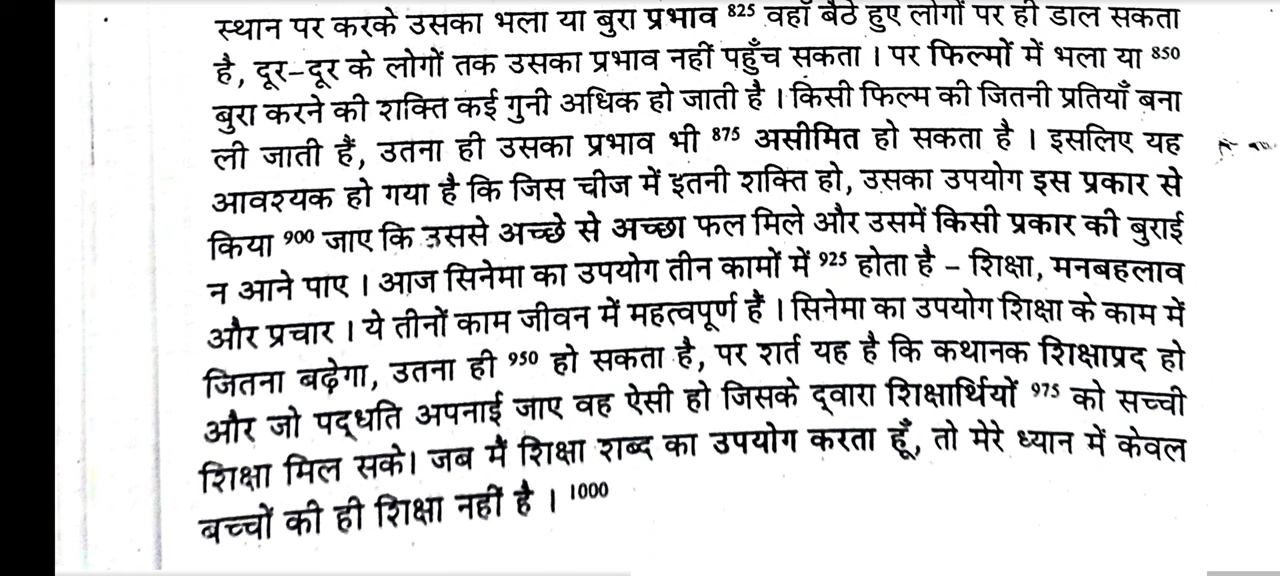 स्थान पर करके उसका भला या बुरा प्रभाव 825 वहाँ बैठे हुए लोगों पर ही डाल सकता
है, दूर-दूर के लोगों तक उसका प्रभाव नहीं पहुँच सकता । पर फिल्मों में भला या 850
बुरा करने की शक्ति कई गुनी अधिक हो जाती है । किसी फिल्म की जितनी प्रतियाँ बना
ली जाती हैं, उतना ही उसका प्रभाव भी 875 असीमित हो सकता है । इसलिए यह
आवश्यक हो गया है कि जिस चीज में इतनी शक्ति हो, उसका उपयोग इस प्रकार से
किया 900 जाए कि उससे अच्छे से अच्छा फल मिले और उसमें किसी प्रकार की बुराई
न आने पाए । आज सिनेमा का उपयोग तीन कामों में 925 होता है – शिक्षा, मनबहलाव
और प्रचार । ये तीनों काम जीवन में महत्वपूर्ण हैं । सिनेमा का उपयोग शिक्षा के काम में
जितना बढ़ेगा, उतना ही 950 हो सकता है, पर शर्त यह है कि कथानक शिक्षाप्रद हो
और जो पद्धति अपनाई जाए वह ऐसी हो जिसके द्वारा शिक्षार्थियों 975 को सच्ची
शिक्षा मिल सके। जब मैं शिक्षा शब्द का उपयोग करता हूँ, तो मेरे ध्यान में केवल
बच्चों की ही शिक्षा नहीं है । 1000